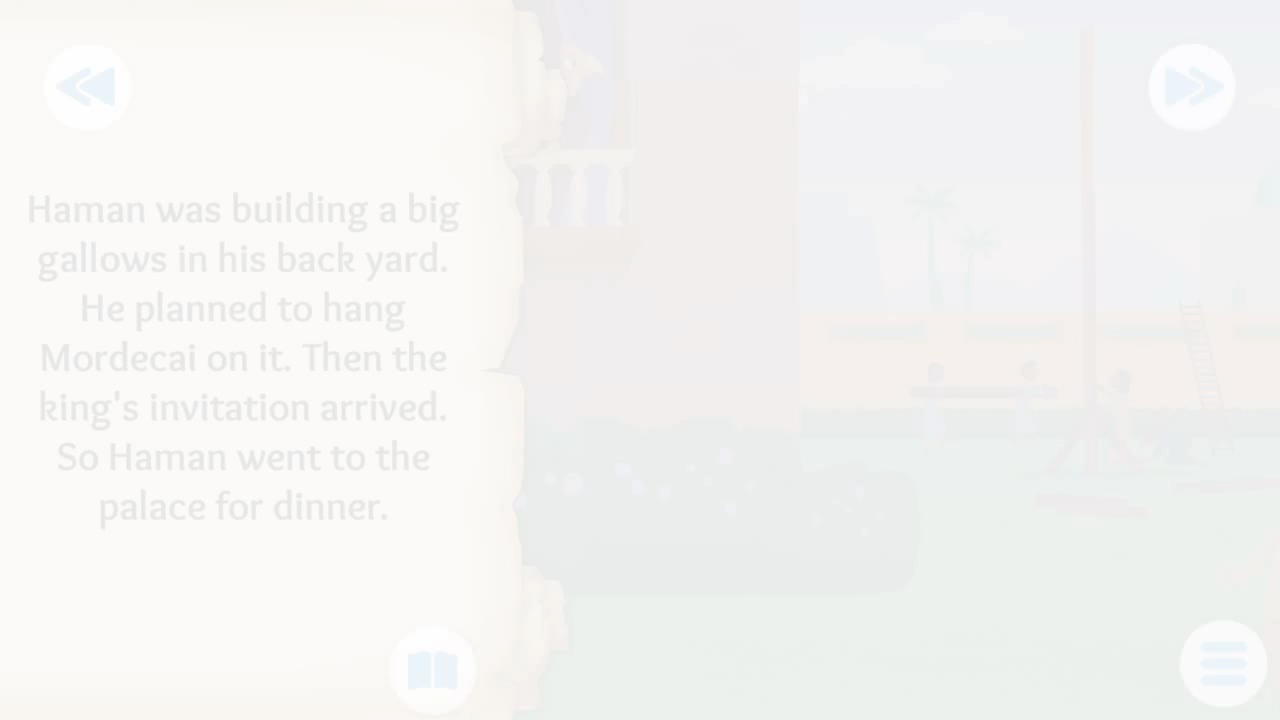 Haman was building a big
gallows in his back yard.
He planned to hang
Mordecai on it. Then the
king's invitation arrived.
So Haman went to the
palace for dinner.